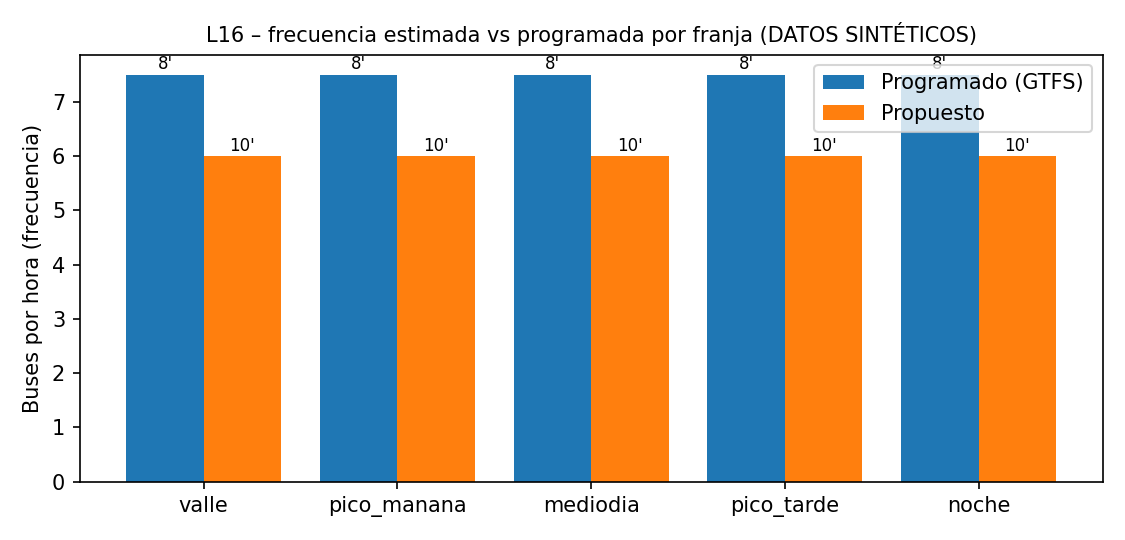 L16 – frecuencia estimada vs programada por franja (DATOS SINTÉTICOS)
8' 8' 8' 8' 8'
Programado (GTFS)
Propuesto
10' 10' 10' 10' 10'
Buses por hora (frecuencia)
7
6
5
4
3
2
1
0
valle pico_manana mediodia pico_tarde noche